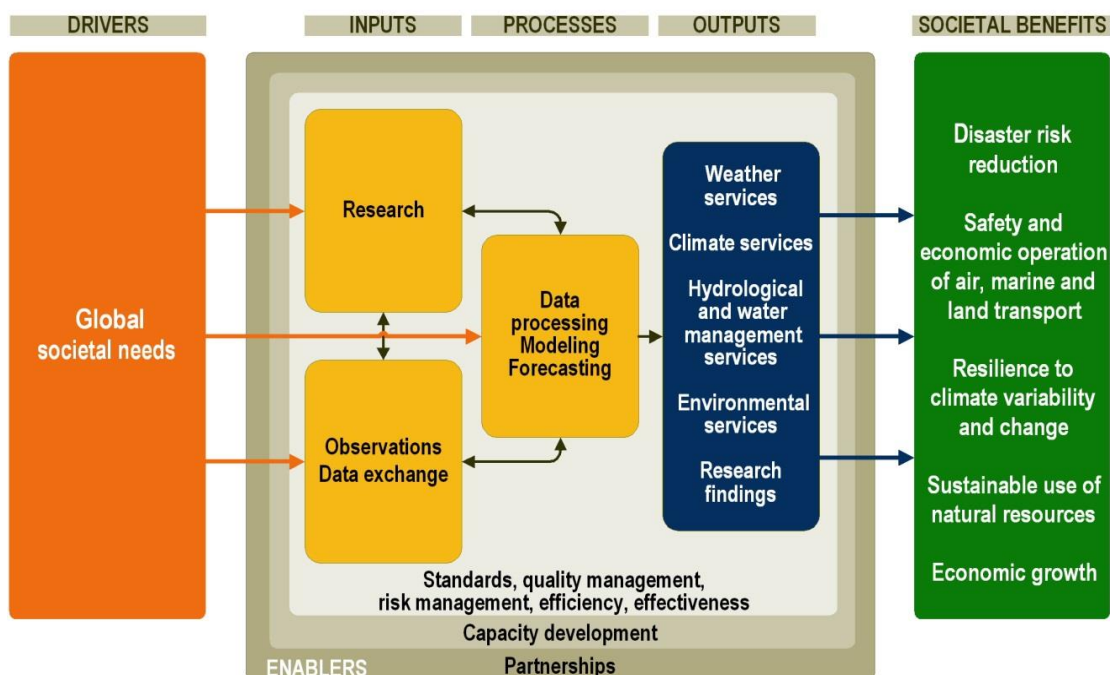 DRIVERS
INPUTS
PROCESSES
OUTPUTS
SOCIETAL BENEFITS
Global
societal needs
Research
Observations
Data exchange
Data
processing
Modeling
Forecasting
Weather
services
Climate services
Hydrological
and water
management
services
Environmental
services
Research
findings
Disaster risk
reduction
Safety and
economic operation
of air, marine and
land transport
Resilience to
climate variability
and change
Sustainable use of
natural resources
Economic growth
Standards, quality management,
risk management, efficiency, effectiveness
Capacity development
ENABLERS
Partnerships